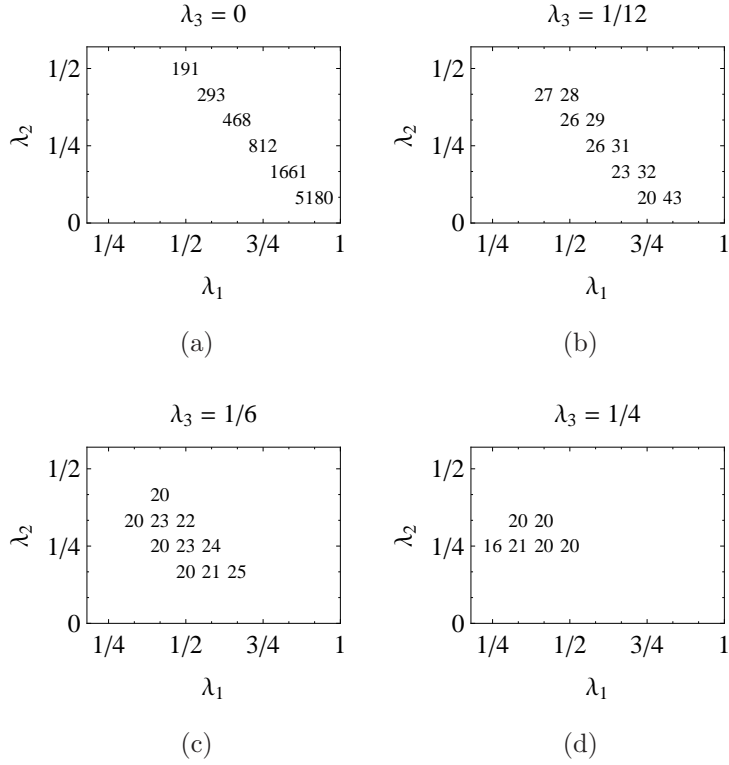 λ₃ = 0
1/2
191
293
468
λ₂
1/4
812
1661
5180
0
1/4 1/2 3/4 1
λ₁
(a)
λ₃ = 1/12
1/2
27 28
26 29
λ₂
1/4
26 31
23 32
20 43
0
1/4 1/2 3/4 1
λ₁
(b)
λ₃ = 1/6
1/2
20
20 23 22
λ₂
1/4
20 23 24
20 21 25
0
1/4 1/2 3/4 1
λ₁
(c)
λ₃ = 1/4
1/2
20 20
λ₂
1/4
16 21 20 20
0
1/4 1/2 3/4 1
λ₁
(d)